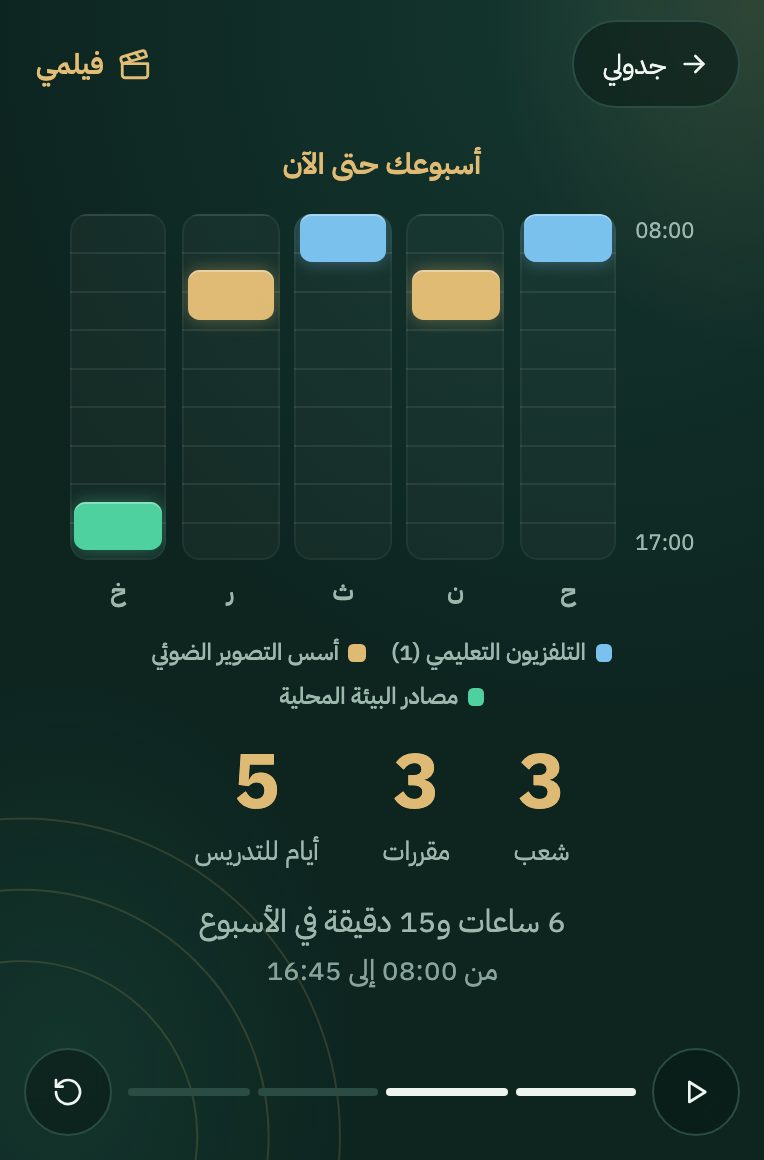 جدولي
فيلمي
أسبوعك حتى الآن
08:00
17:00
ح ن ث ر خ
التلفزيون التعليمي (1) أسس التصوير الضوئي
مصادر البيئة المحلية
3 3 5
شعب مقررات أيام للتدريس
6 ساعات و15 دقيقة في الأسبوع
من 08:00 إلى 16:45